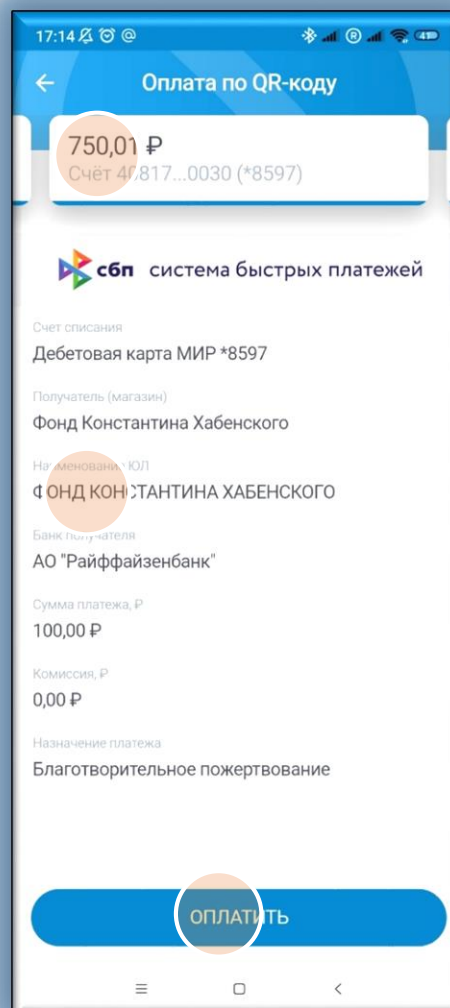 17:14 @ ® 41
Оплата по QR-коду
750,01 ₽
Счёт 40817...0030 (*8597)
сбп система быстрых платежей
Счет списания
Дебетовая карта МИР *8597
Получатель (магазин)
Фонд Константина Хабенского
Наименование ЮЛ
ФОНД КОНСТАНТИНА ХАБЕНСКОГО
Банк получателя
АО "Райффайзенбанк"
Сумма платежа, ₽
100,00 ₽
Комиссия, ₽
0,00 ₽
Назначение платежа
Благотворительное пожертвование
ОПЛАТИТЬ